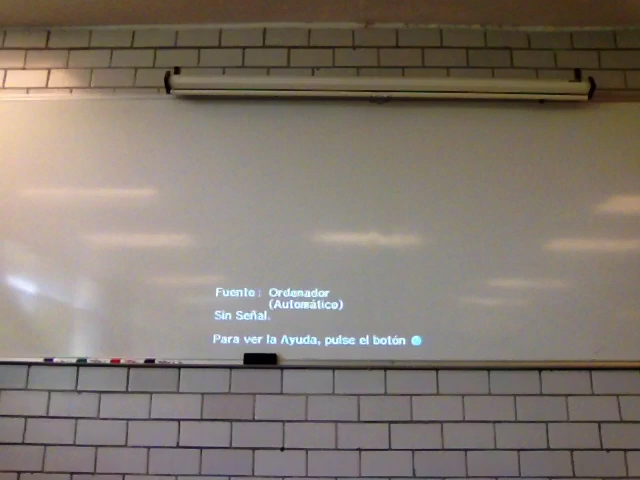 Fuente : Ordenador
(Automático)
Sin Señal.
Para ver la Ayuda, pulse el botón